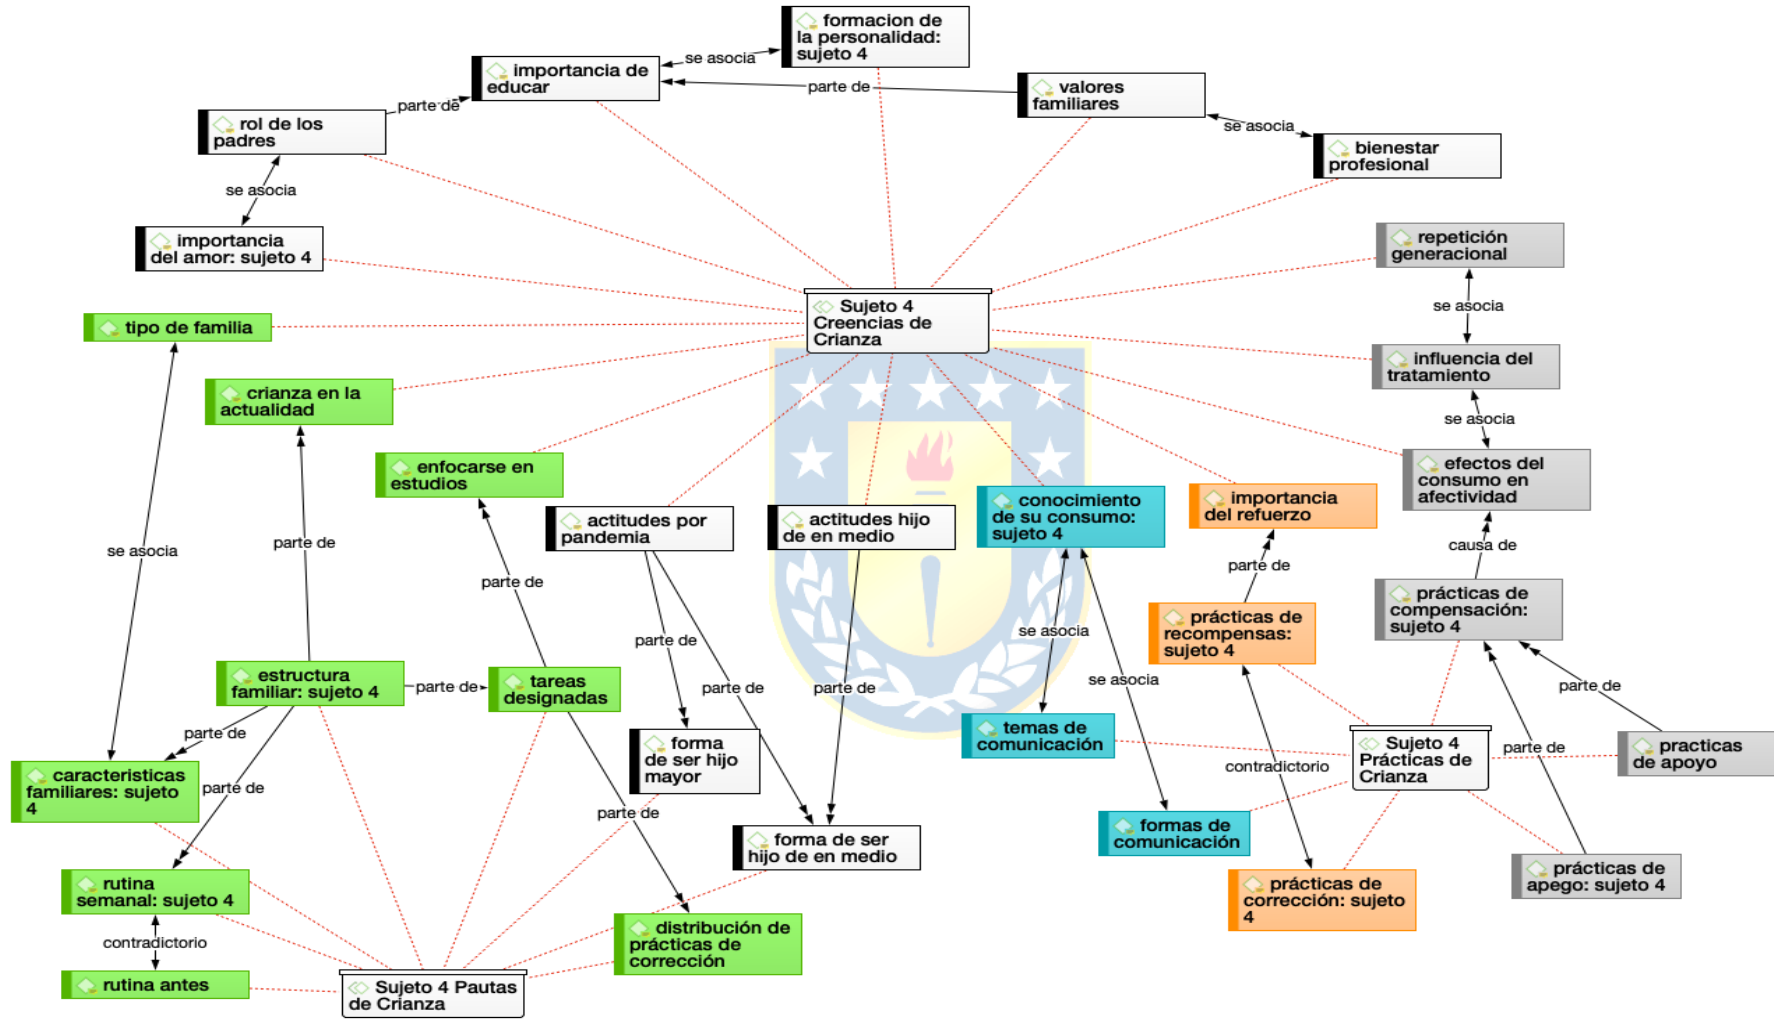 formacion de
la personalidad:
sujeto 4
se asocia
importancia de
educar
valores
familiares
parte de
parte de
rol de los
padres
se asocia
bienestar
profesional
se asocia
importancia
del amor: sujeto 4
repetición
generacional
se asocia
Sujeto 4
Creencias de
Crianza
tipo de familia
influencia del
tratamiento
crianza en la
actualidad
se asocia
enfocarse en
estudios
efectos del
consumo en
afectividad
actitudes por
pandemia
actitudes hijo
de en medio
conocimiento
de su consumo:
sujeto 4
importancia
del refuerzo
se asocia
parte de
causa de
parte de
parte de
prácticas de
compensación:
sujeto 4
prácticas de
recompensas:
sujeto 4
parte de
se asocia
estructura
familiar: sujeto 4
parte de
tareas
designadas
parte de
parte de
se asocia
parte de
temas de
comunicación
parte de
forma
de ser hijo
mayor
Sujeto 4
Prácticas de
Crianza
parte de
practicas
de apoyo
caracteristicas
familiares: sujeto
4
parte de
contradictorio
parte de
formas de
comunicación
forma de ser
hijo de en medio
rutina
semanal: sujeto 4
prácticas de
corrección: sujeto
4
prácticas de
apego: sujeto 4
contradictorio
distribución de
prácticas de
corrección
rutina antes
Sujeto 4 Pautas
de Crianza